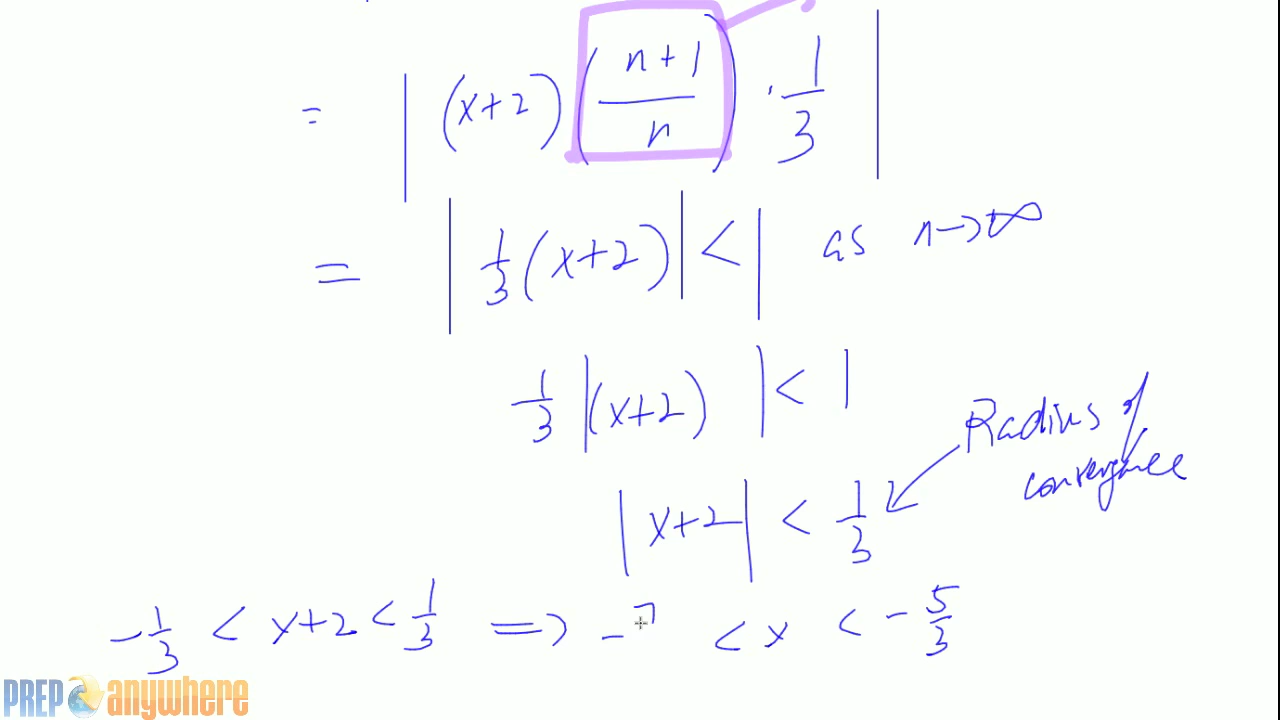 = | (x+2) ( (n+1)/n ) · 1/3 |
= | 1/3 (x+2) | < | as n→∞
1/3 |(x+2)| < 1
Radius of
convergence
| x+2 | < 1/3
-1/3 < x+2 < 1/3 => -7 < x < -5/3
PREP anywhere